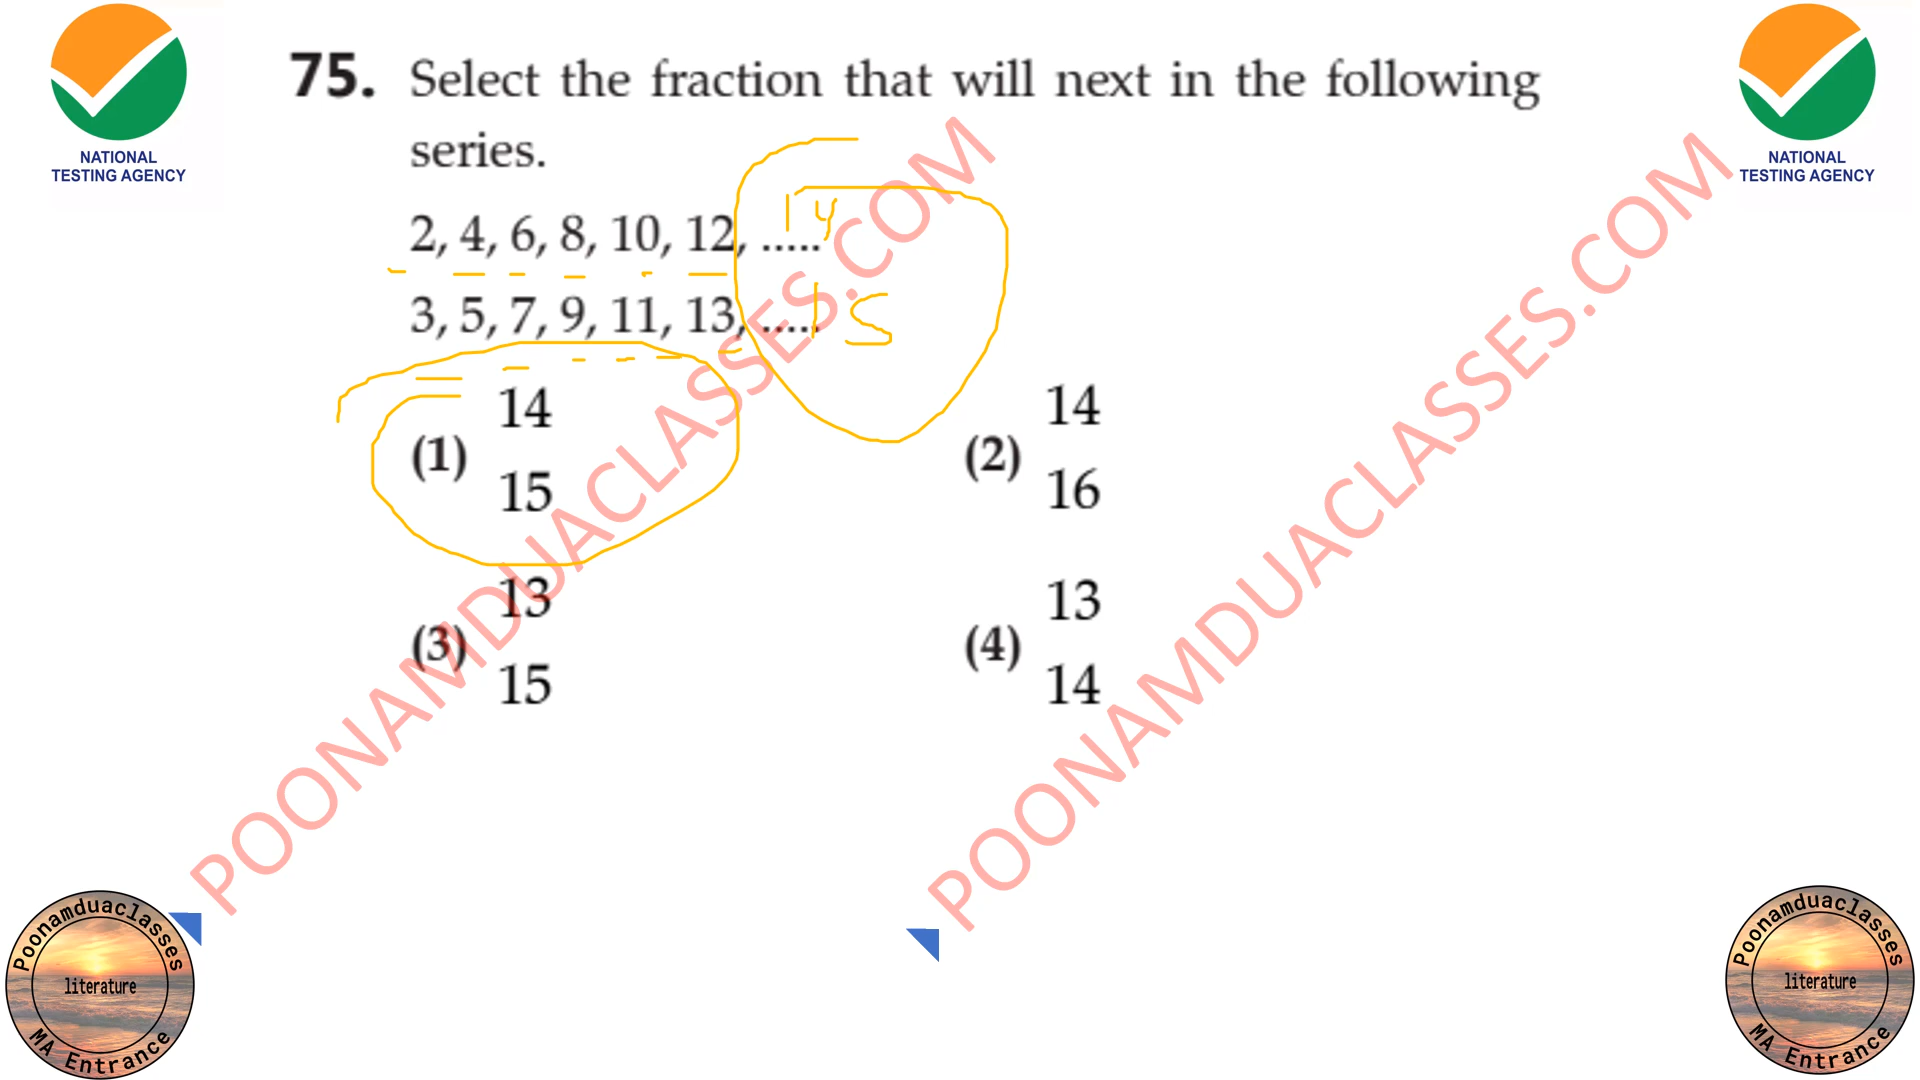 NATIONAL
TESTING AGENCY
NATIONAL
TESTING AGENCY
75. Select the fraction that will next in the following
series.
14
2, 4, 6, 8, 10, 12, .....
3, 5, 7, 9, 11, 13, .....
15
(1) 14
15
(2) 14
16
(3) 13
15
(4) 13
14
POONAMDUACLASSES.COM
POONAMDUACLASSES.COM
Poonamduaclasses
literature
MA Entrance
Poonamduaclasses
literature
MA Entrance